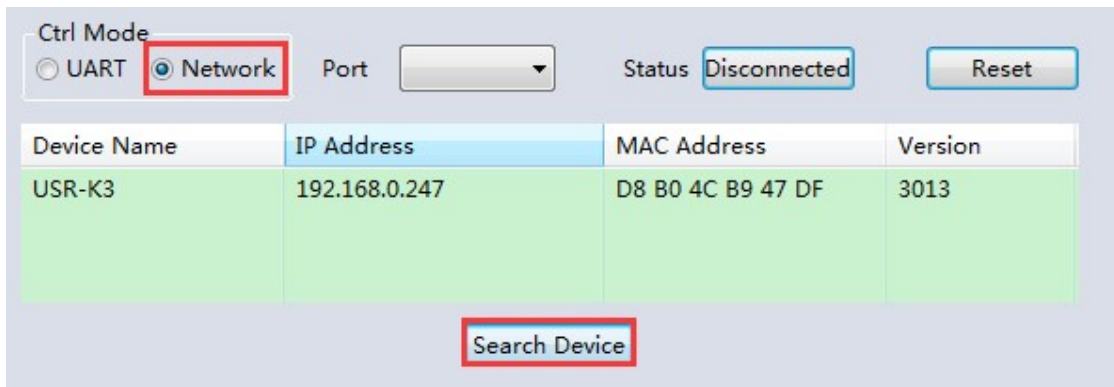 Ctrl Mode
UART Network Port Status Disconnected Reset
Device Name IP Address MAC Address Version
USR-K3 192.168.0.247 D8 B0 4C B9 47 DF 3013
Search Device